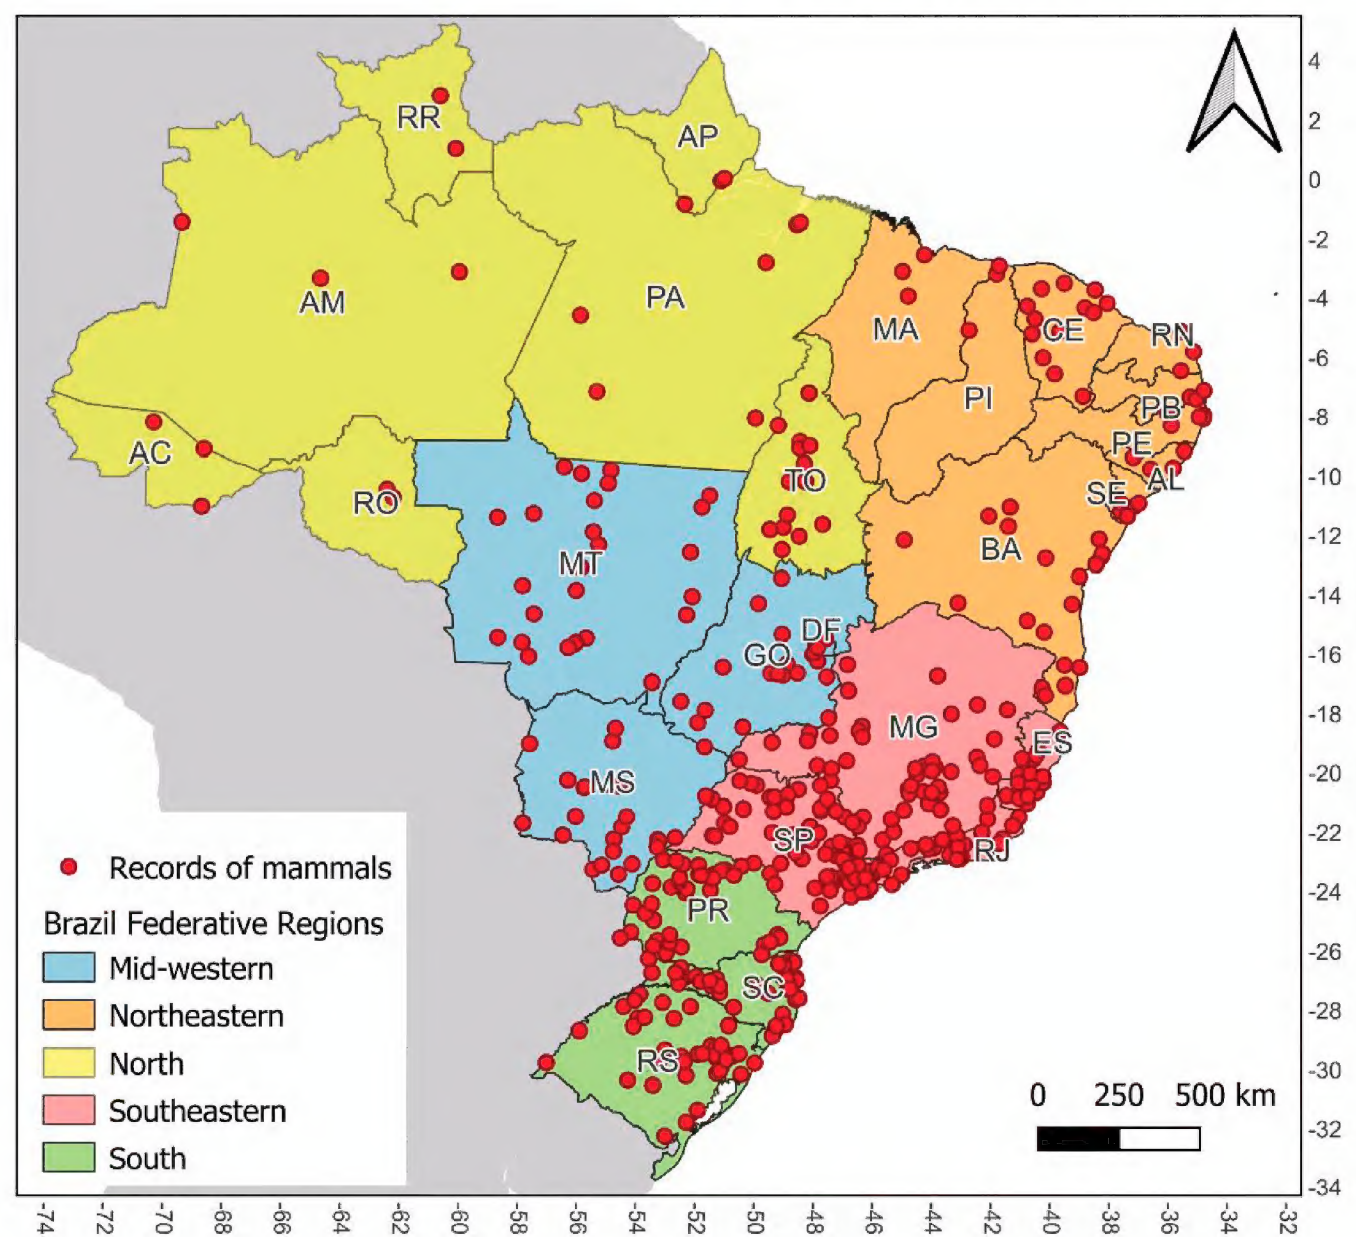 RR
AP
AM
PA
MA
CE
RN
PI
PB
PE
AL
SE
AC
RO
TO
BA
MT
DF
GO
MG
ES
MS
SP
RJ
PR
SC
RS
Records of mammals
Brazil Federative Regions
Mid-western
Northeastern
North
Southeastern
South
0 250 500 km
4
2
0
-2
-4
-6
-8
-10
-12
-14
-16
-18
-20
-22
-24
-26
-28
-30
-32
-34
-74 -72 -70 -68 -66 -64 -62 -60 -58 -56 -54 -52 -50 -48 -46 -44 -42 -40 -38 -36 -34 -32